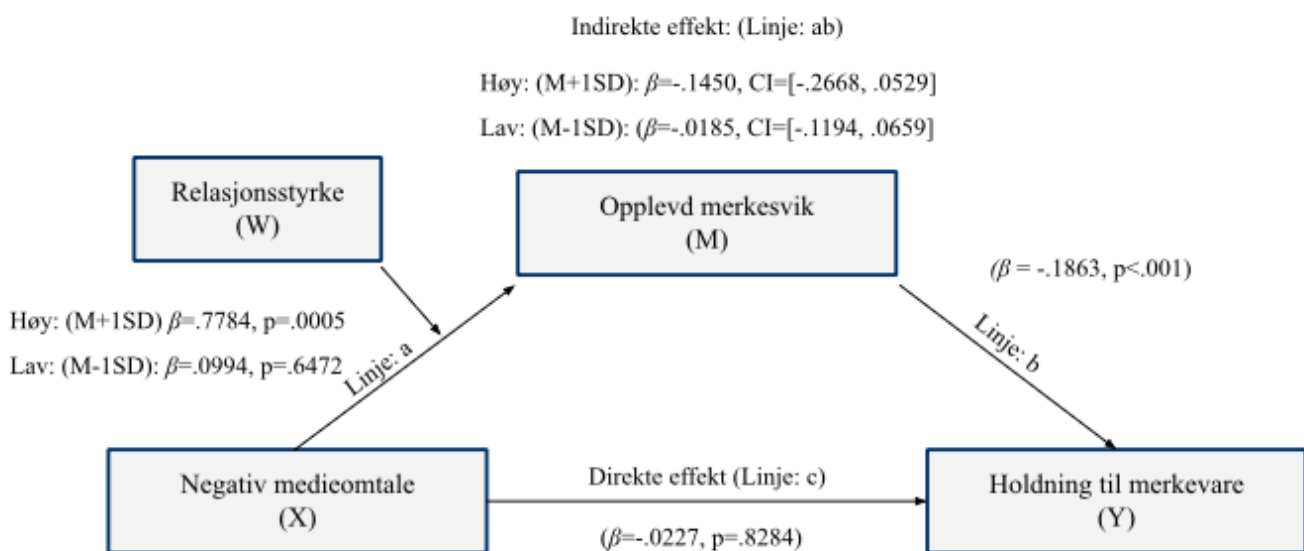 Indirekte effekt: (Linje: ab)
Høy: (M+1SD): β=-.1450, CI=[-.2668, .0529]
Lav: (M-1SD): (β=-.0185, CI=[-.1194, .0659]
Relasjonsstyrke
(W)
Opplevd merkesvik
(M)
(β = -.1863, p<.001)
Høy: (M+1SD) β=.7784, p=.0005
Lav: (M-1SD): β=.0994, p=.6472
Linje: a
Linje: b
Negativ medieomtale
(X)
Direkte effekt (Linje: c)
(β=-.0227, p=.8284)
Holdning til merkevare
(Y)